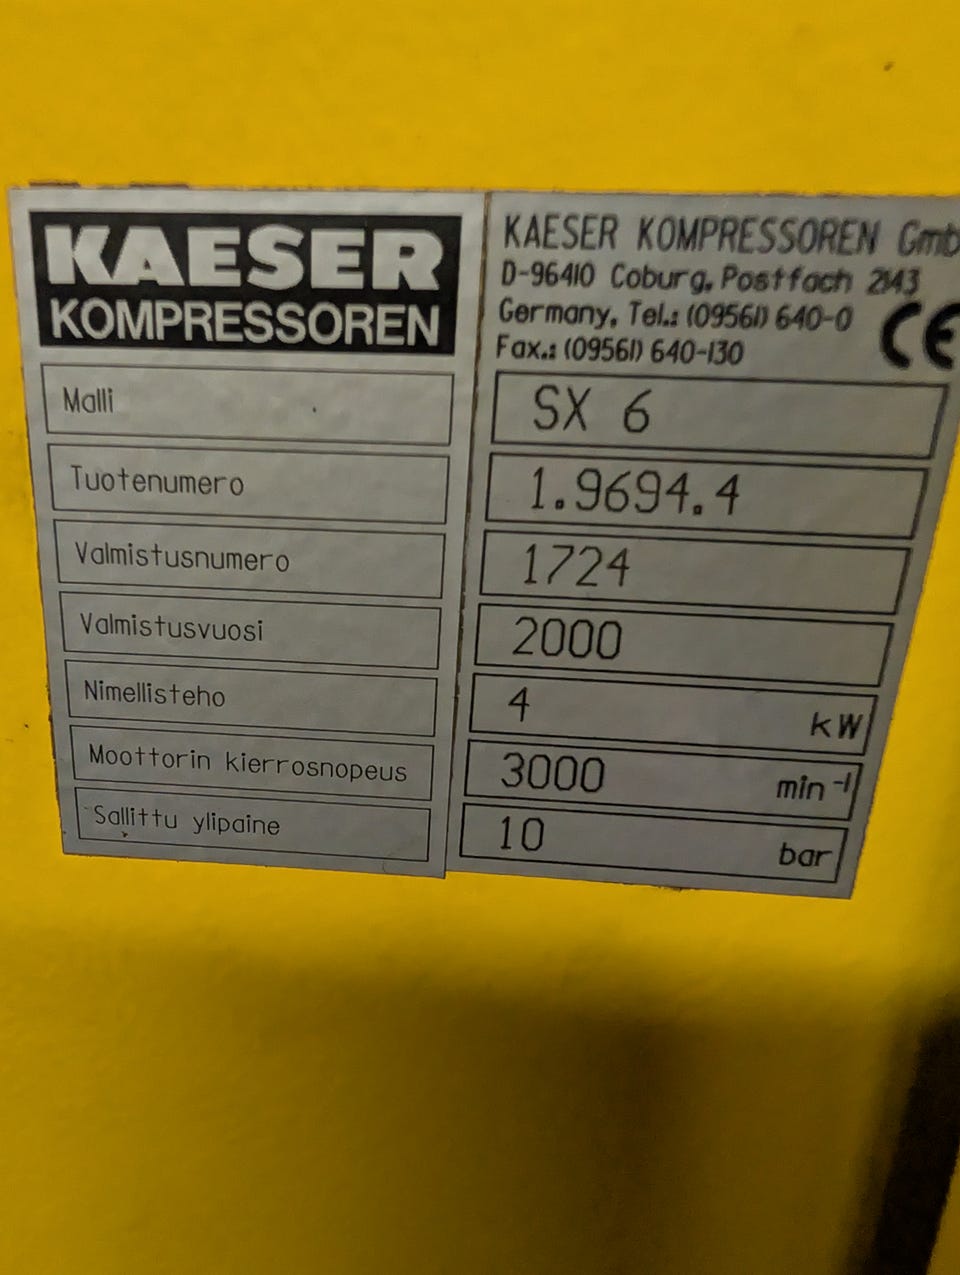 KAESER
KOMPRESSOREN
KAESER KOMPRESSOREN Gmb
D-96410 Coburg, Postfach 2143
Germany, Tel.: (09561) 640-0
Fax.: (09561) 640-130
CE
Malli SX 6
Tuotenumero 1.9694.4
Valmistusnumero 1724
Valmistusvuosi 2000
Nimellisteho 4 kW
Moottorin kierrosnopeus 3000 min⁻¹
Sallittu ylipaine 10 bar